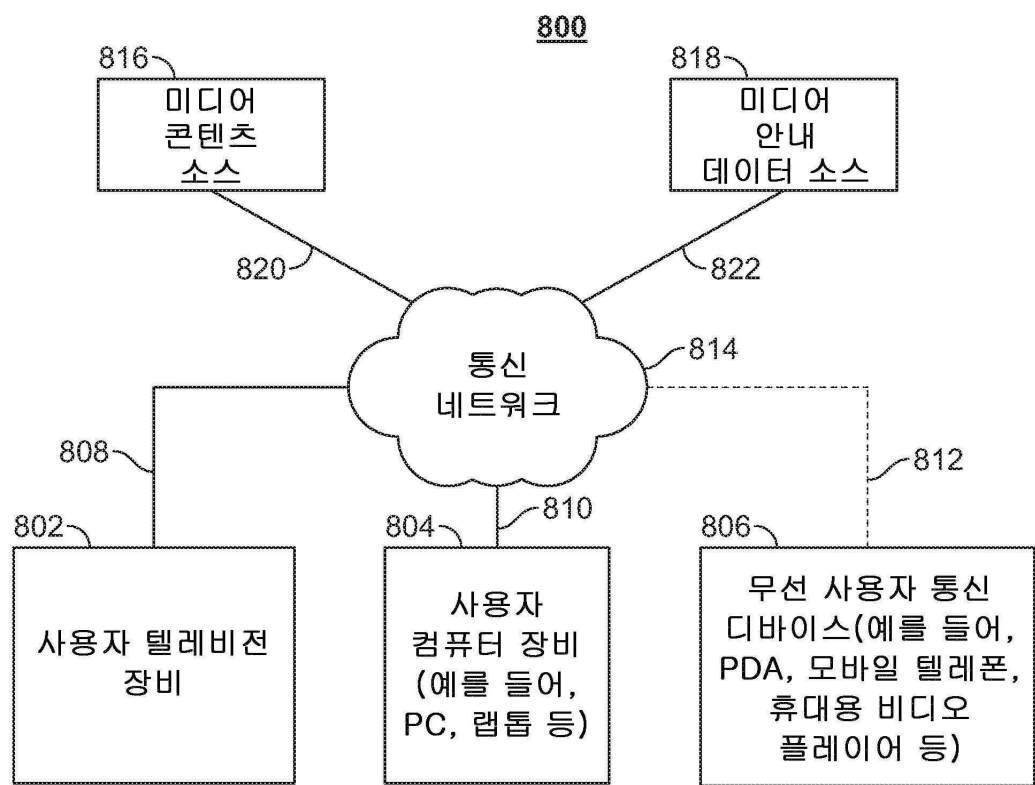 800
816
미디어
콘텐츠
소스
818
미디어
안내
데이터 소스
820
822
통신
네트워크
814
808
812
802
사용자 텔레비전
장비
804
810
사용자
컴퓨터 장비
(예를 들어,
PC, 랩톱 등)
806
무선 사용자 통신
디바이스(예를 들어,
PDA, 모바일 텔레폰,
휴대용 비디오
플레이어 등)